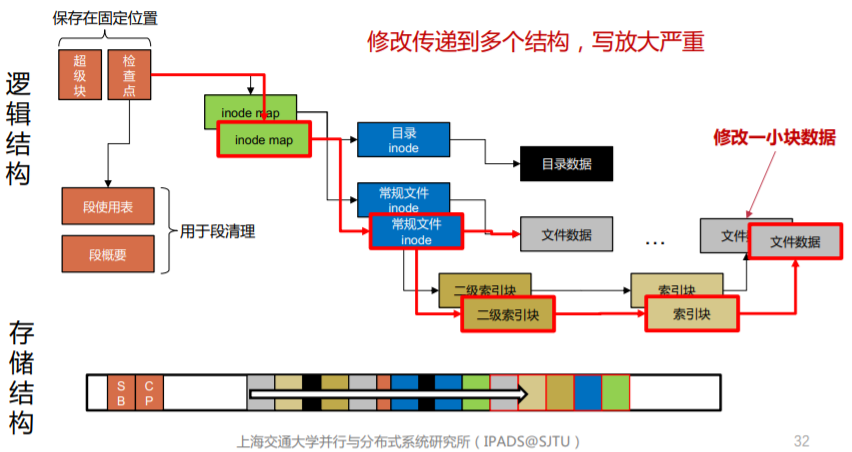 保存在固定位置
修改传递到多个结构，写放大严重
逻辑结构
超级块
检查点
inode map
inode map
目录
inode
目录数据
修改一小块数据
段使用表
段概要
用于段清理
常规文件
inode
常规文件
inode
文件数据
...
文件
文件数据
二级索引块
二级索引块
索引块
索引块
存储结构
SB
CP
上海交通大学并行与分布式系统研究所（IPADS@SJTU）
32